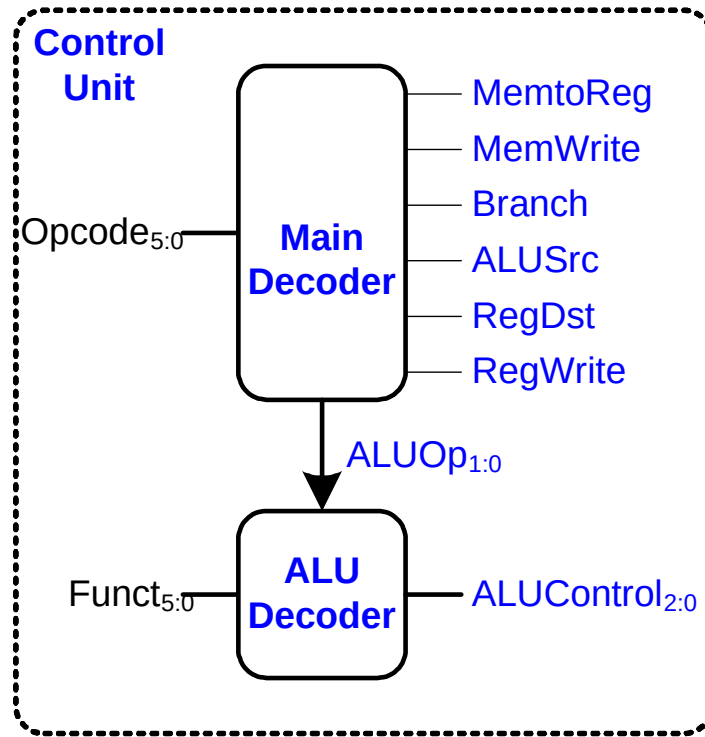 Control
Unit
MemtoReg
MemWrite
Branch
Opcode5:0
Main
Decoder
ALUSrc
RegDst
RegWrite
ALUOp1:0
ALU
Decoder
Funct5:0
ALUControl2:0